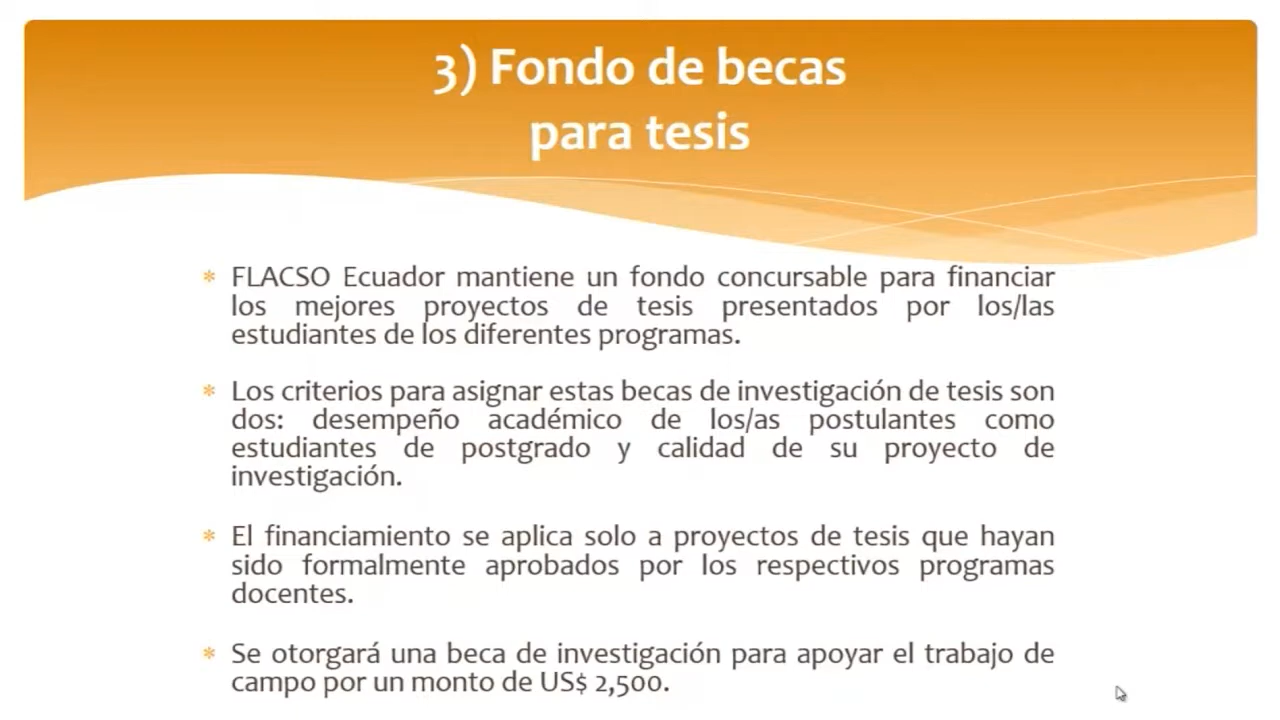 3) Fondo de becas
para tesis
* FLACSO Ecuador mantiene un fondo concursable para financiar
los mejores proyectos de tesis presentados por los/las
estudiantes de los diferentes programas.
* Los criterios para asignar estas becas de investigación de tesis son
dos: desempeño académico de los/as postulantes como
estudiantes de postgrado y calidad de su proyecto de
investigación.
* El financiamiento se aplica solo a proyectos de tesis que hayan
sido formalmente aprobados por los respectivos programas
docentes.
* Se otorgará una beca de investigación para apoyar el trabajo de
campo por un monto de US$ 2,500.